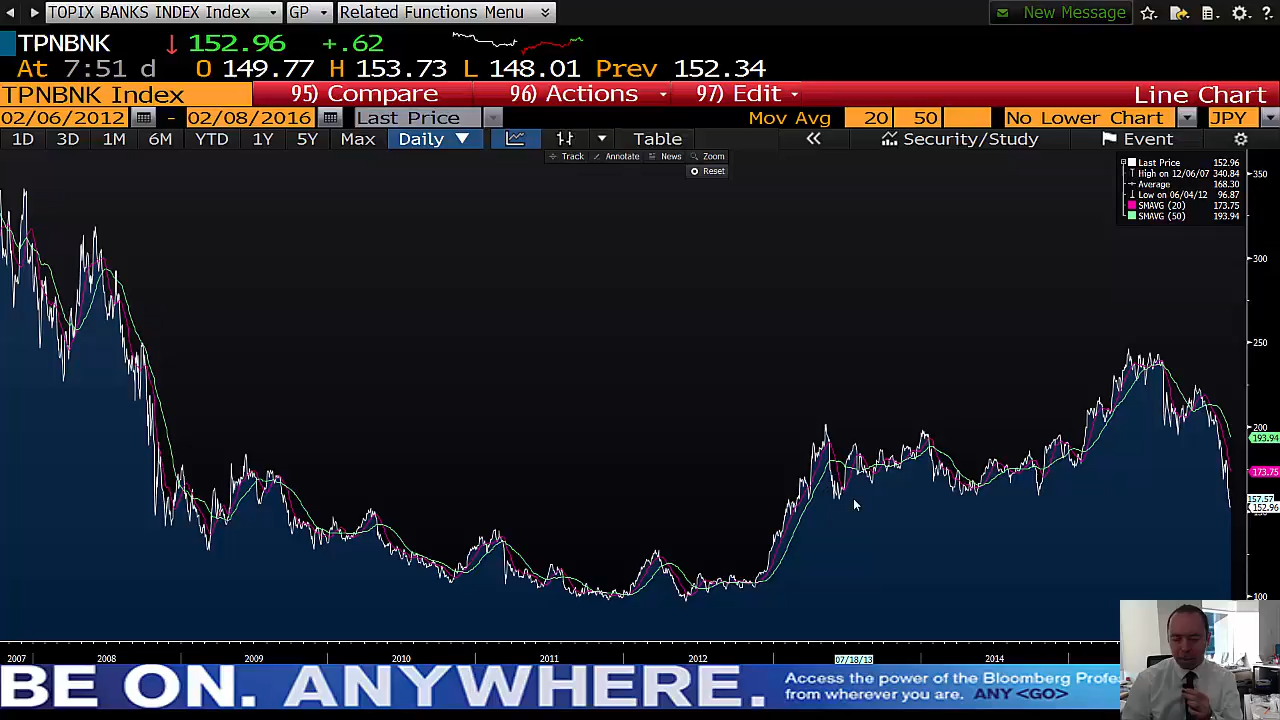 TOPIX BANKS INDEX Index GP Related Functions Menu New Message
TPNBNK 152.96 +.62
At 7:51 d O 149.77 H 153.73 L 148.01 Prev 152.34
TPNBNK Index 95) Compare 96) Actions 97) Edit Line Chart
02/06/2012 - 02/08/2016 Last Price Mov Avg 20 50 No Lower Chart JPY
1D 3D 1M 6M YTD 1Y 5Y Max Daily Table Security/Study Event
Track Annotate News Zoom
Reset
Last Price 152.96
High on 12/06/07 340.84
Average 168.30
Low on 06/04/12 96.87
SMAVG (20) 173.75
SMAVG (50) 193.94
350
300
250
200
193.94
173.75
157.57
152.96
100
2007 2008 2009 2010 2011 2012 07/18/13 2014
BE ON. ANYWHERE.
Access the power of the Bloomberg Profe
from wherever you are. ANY <GO>